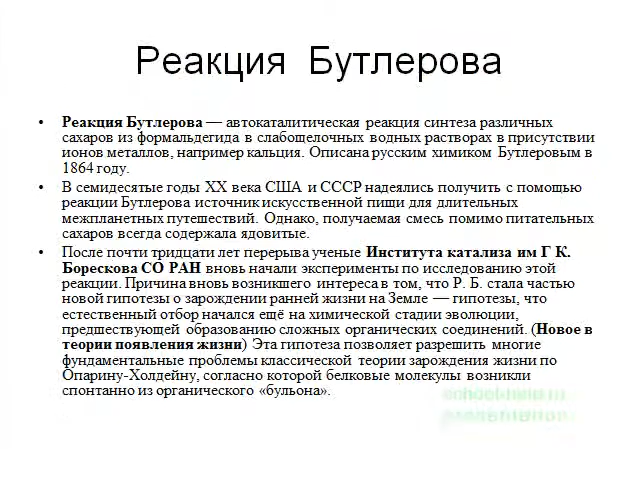 Реакция Бутлерова
• Реакция Бутлерова — автокаталитическая реакция синтеза различных
сахаров из формальдегида в слабощелочных водных растворах в присутствии
ионов металлов, например кальция. Описана русским химиком Бутлеровым в
1864 году.
• В семидесятые годы XX века США и СССР надеялись получить с помощью
реакции Бутлерова источник искусственной пищи для длительных
межпланетных путешествий. Однако, получаемая смесь помимо питательных
сахаров всегда содержала ядовитые.
• После почти тридцати лет перерыва ученые Института катализа им Г К.
Борескова СО РАН вновь начали эксперименты по исследованию этой
реакции. Причина вновь возникшего интереса в том, что Р. Б. стала частью
новой гипотезы о зарождении ранней жизни на Земле — гипотезы, что
естественный отбор начался ещё на химической стадии эволюции,
предшествующей образованию сложных органических соединений. (Новое в
теории появления жизни) Эта гипотеза позволяет разрешить многие
фундаментальные проблемы классической теории зарождения жизни по
Опарину-Холдейну, согласно которой белковые молекулы возникли
спонтанно из органического «бульона».